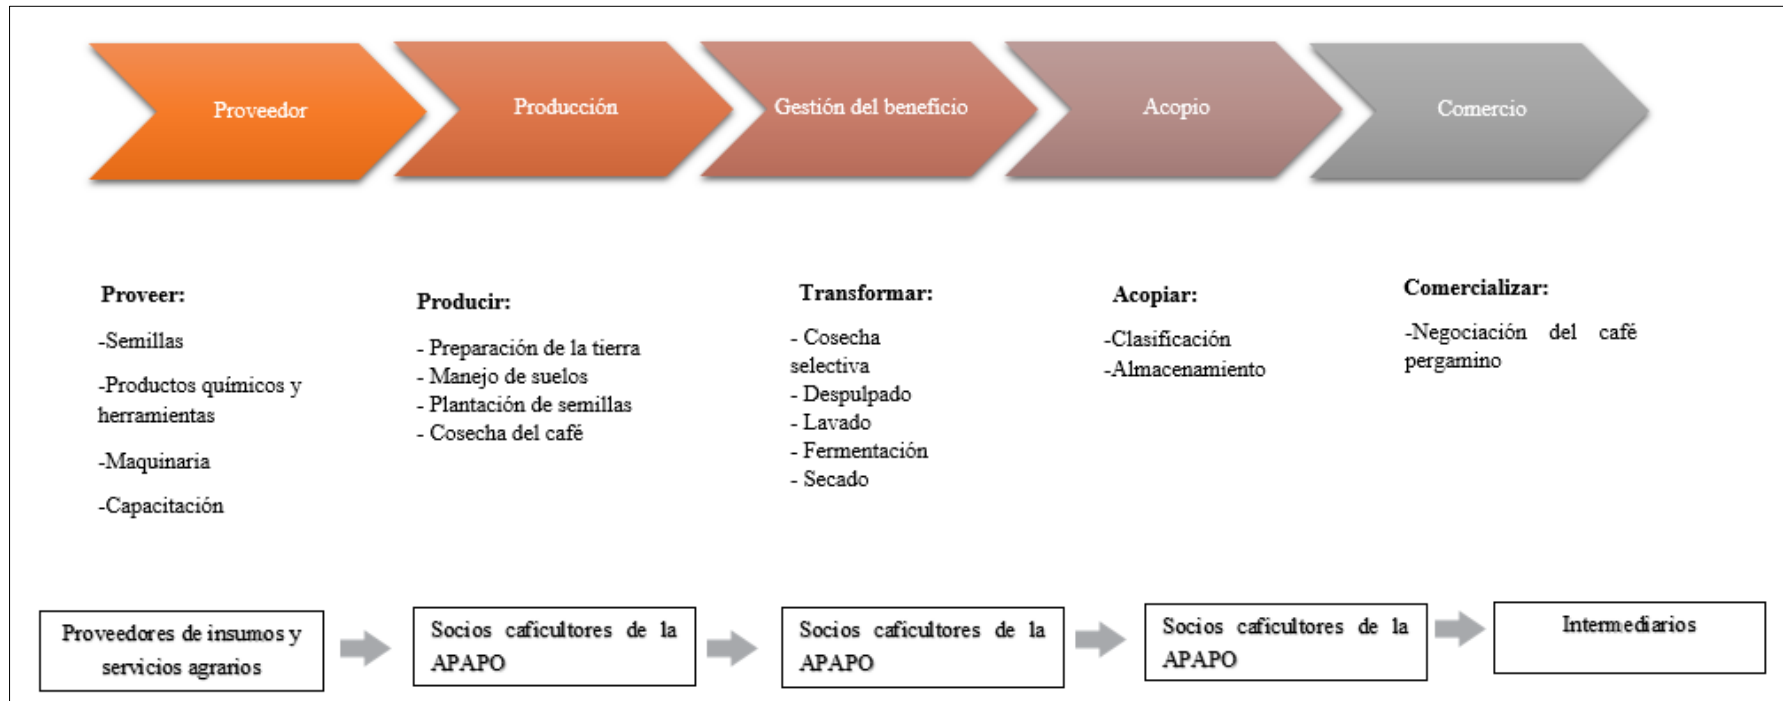 Proveedor
Producción
Gestión del beneficio
Acopio
Comercio
Proveer:
-Semillas
-Productos químicos y
herramientas
-Maquinaria
-Capacitación
Producir:
- Preparación de la tierra
- Manejo de suelos
- Plantación de semillas
- Cosecha del café
Transformar:
- Cosecha
selectiva
- Despulpado
- Lavado
- Fermentación
- Secado
Acopiar:
-Clasificación
-Almacenamiento
Comercializar:
-Negociación del café
pergamino
Proveedores de insumos y
servicios agrarios
Socios caficultores de la
APAPO
Socios caficultores de la
APAPO
Socios caficultores de la
APAPO
Intermediarios